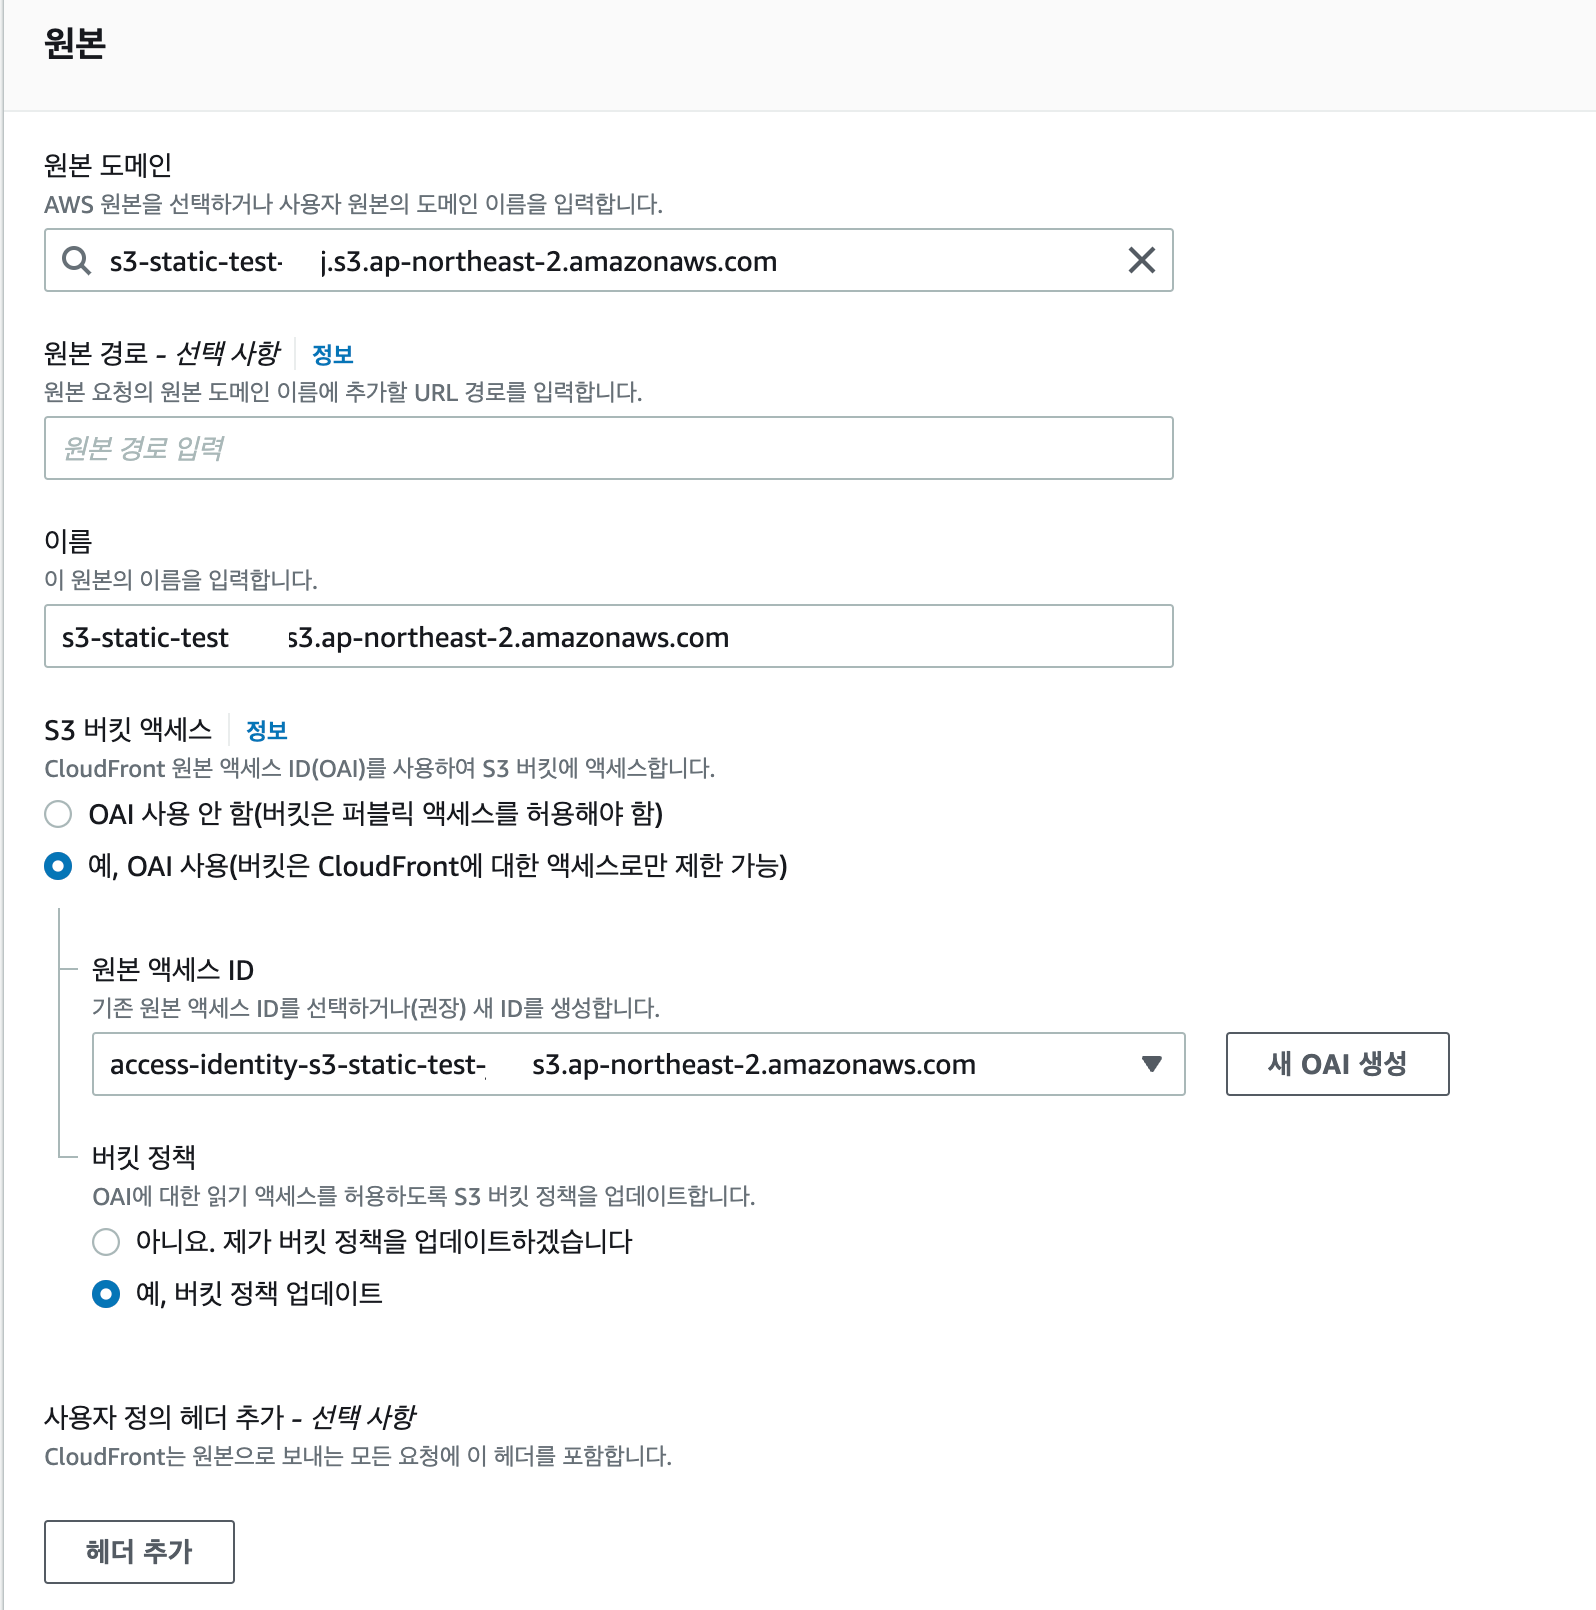 원본
원본 도메인
AWS 원본을 선택하거나 사용자 원본의 도메인 이름을 입력합니다.
s3-static-test- j.s3.ap-northeast-2.amazonaws.com
원본 경로 - 선택 사항 정보
원본 요청의 원본 도메인 이름에 추가할 URL 경로를 입력합니다.
원본 경로 입력
이름
이 원본의 이름을 입력합니다.
s3-static-test s3.ap-northeast-2.amazonaws.com
S3 버킷 액세스 정보
CloudFront 원본 액세스 ID(OAI)를 사용하여 S3 버킷에 액세스합니다.
OAI 사용 안 함(버킷은 퍼블릭 액세스를 허용해야 함)
예, OAI 사용(버킷은 CloudFront에 대한 액세스로만 제한 가능)
원본 액세스 ID
기존 원본 액세스 ID를 선택하거나(권장) 새 ID를 생성합니다.
access-identity-s3-static-test- s3.ap-northeast-2.amazonaws.com
새 OAI 생성
버킷 정책
OAI에 대한 읽기 액세스를 허용하도록 S3 버킷 정책을 업데이트합니다.
아니요. 제가 버킷 정책을 업데이트하겠습니다
예, 버킷 정책 업데이트
사용자 정의 헤더 추가 - 선택 사항
CloudFront는 원본으로 보내는 모든 요청에 이 헤더를 포함합니다.
헤더 추가